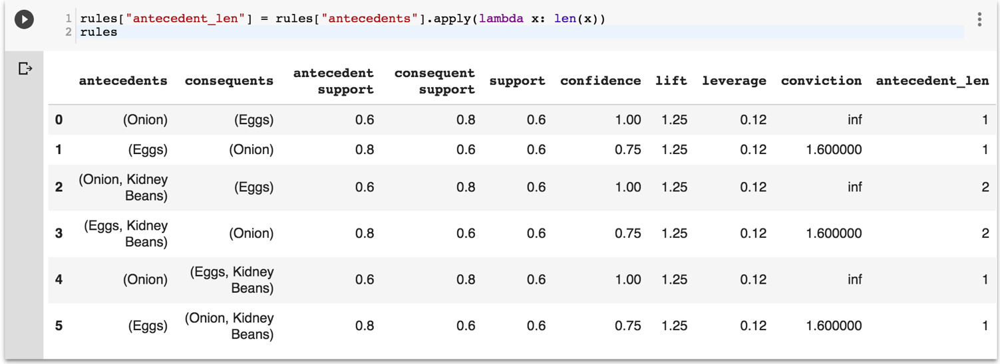 1 rules["antecedent_len"] = rules["antecedents"].apply(lambda x: len(x))
2 rules
antecedents consequents antecedent support consequent support support confidence lift leverage conviction antecedent_len
0 (Onion) (Eggs) 0.6 0.8 0.6 1.00 1.25 0.12 inf 1
1 (Eggs) (Onion) 0.8 0.6 0.6 0.75 1.25 0.12 1.600000 1
2 (Onion, Kidney Beans) (Eggs) 0.6 0.8 0.6 1.00 1.25 0.12 inf 2
3 (Eggs, Kidney Beans) (Onion) 0.8 0.6 0.6 0.75 1.25 0.12 1.600000 2
4 (Onion) (Eggs, Kidney Beans) 0.6 0.8 0.6 1.00 1.25 0.12 inf 1
5 (Eggs) (Onion, Kidney Beans) 0.8 0.6 0.6 0.75 1.25 0.12 1.600000 1